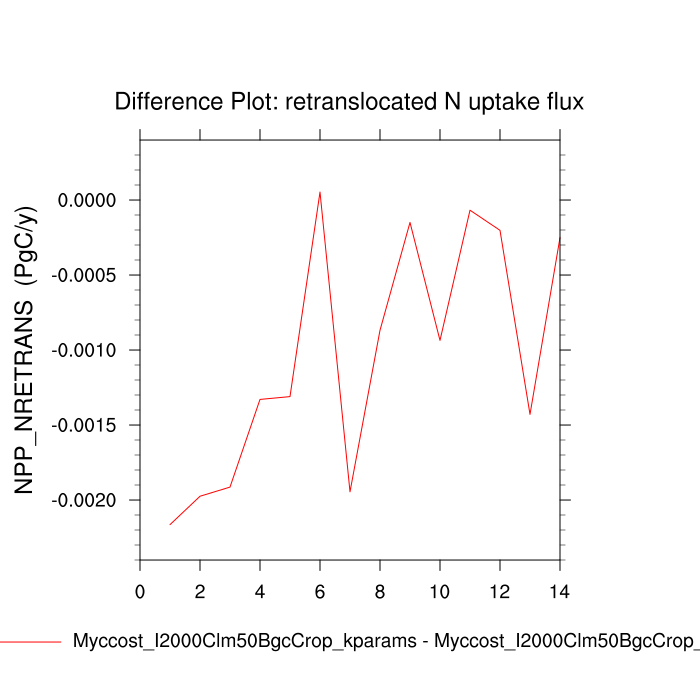 Difference Plot: retranslocated N uptake flux
NPP_NRETRANS (PgC/y)
0.0000
-0.0005
-0.0010
-0.0015
-0.0020
0 2 4 6 8 10 12 14
Myccost_I2000Clm50BgcCrop_kparams - Myccost_I2000Clm50BgcCrop_